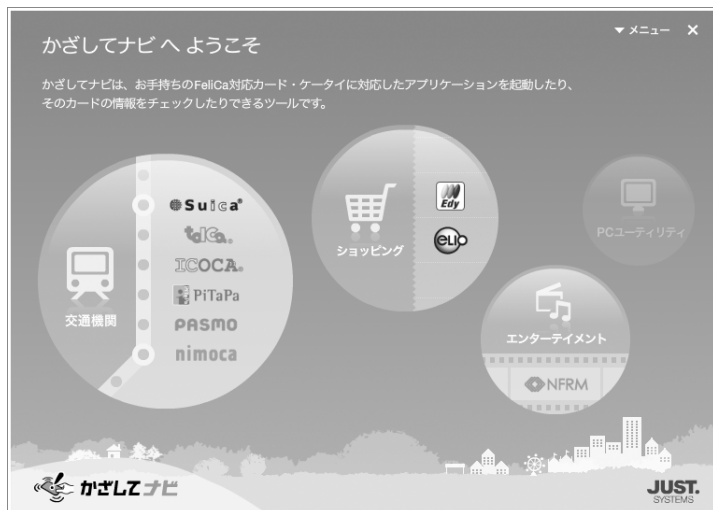 ▼ メニュー ×
かざしてナビ へ ようこそ
かざしてナビは、お手持ちのFeliCa対応カード・ケータイに対応したアプリケーションを起動したり、
そのカードの情報をチェックしたりできるツールです。
交通機関
Suica
toICa
ICOCA
PiTaPa
PASMO
nimoca
ショッピング
Edy
eLIO
PCユーティリティ
エンターテイメント
NFRM
かざしてナビ
JUST.
SYSTEMS